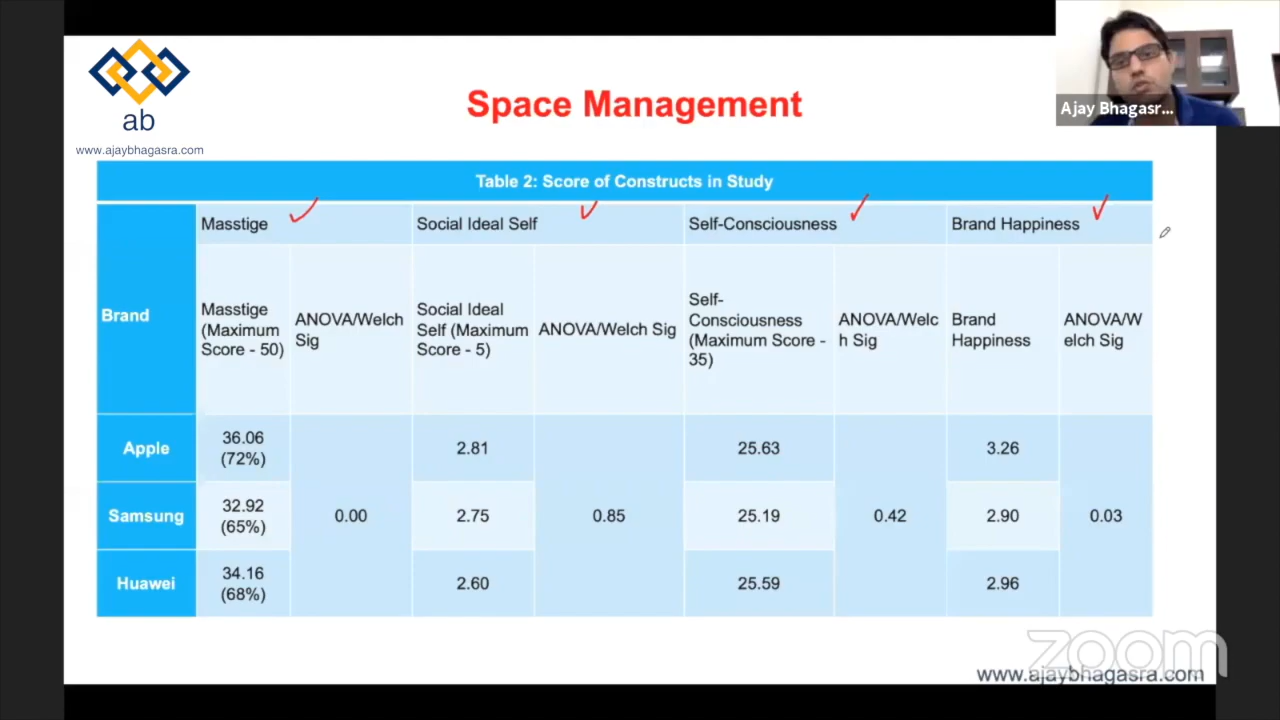 ab
www.ajaybhagasra.com
Space Management
Ajay Bhagasr...
Table 2: Score of Constructs in Study
Brand
Masstige
Social Ideal Self
Self-Consciousness
Brand Happiness
Masstige
(Maximum
Score - 50)
ANOVA/Welch
Sig
Social Ideal
Self (Maximum
Score - 5)
ANOVA/Welch Sig
Self-
Consciousness
(Maximum Score -
35)
ANOVA/Welc
h Sig
Brand
Happiness
ANOVA/W
elch Sig
Apple
36.06
(72%)
2.81
25.63
3.26
Samsung
32.92
(65%)
0.00
2.75
0.85
25.19
0.42
2.90
0.03
Huawei
34.16
(68%)
2.60
25.59
2.96
zoom
www.ajaybhagasra.com